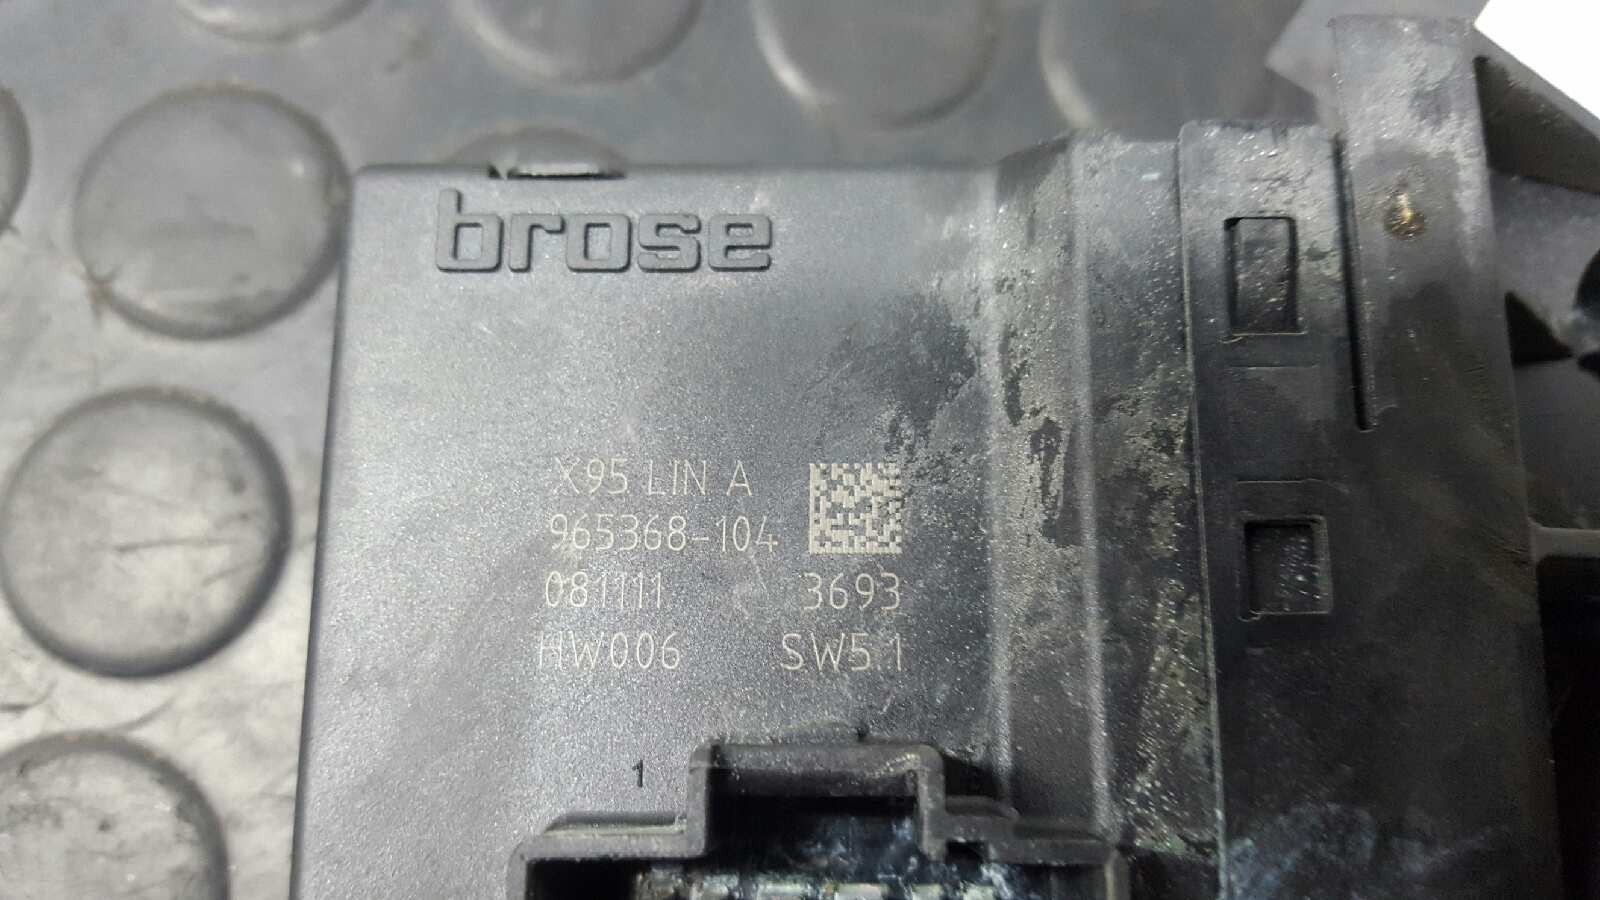 brose
X95 LIN A
965368-104
081111 3693
HW006 SW5.1
1